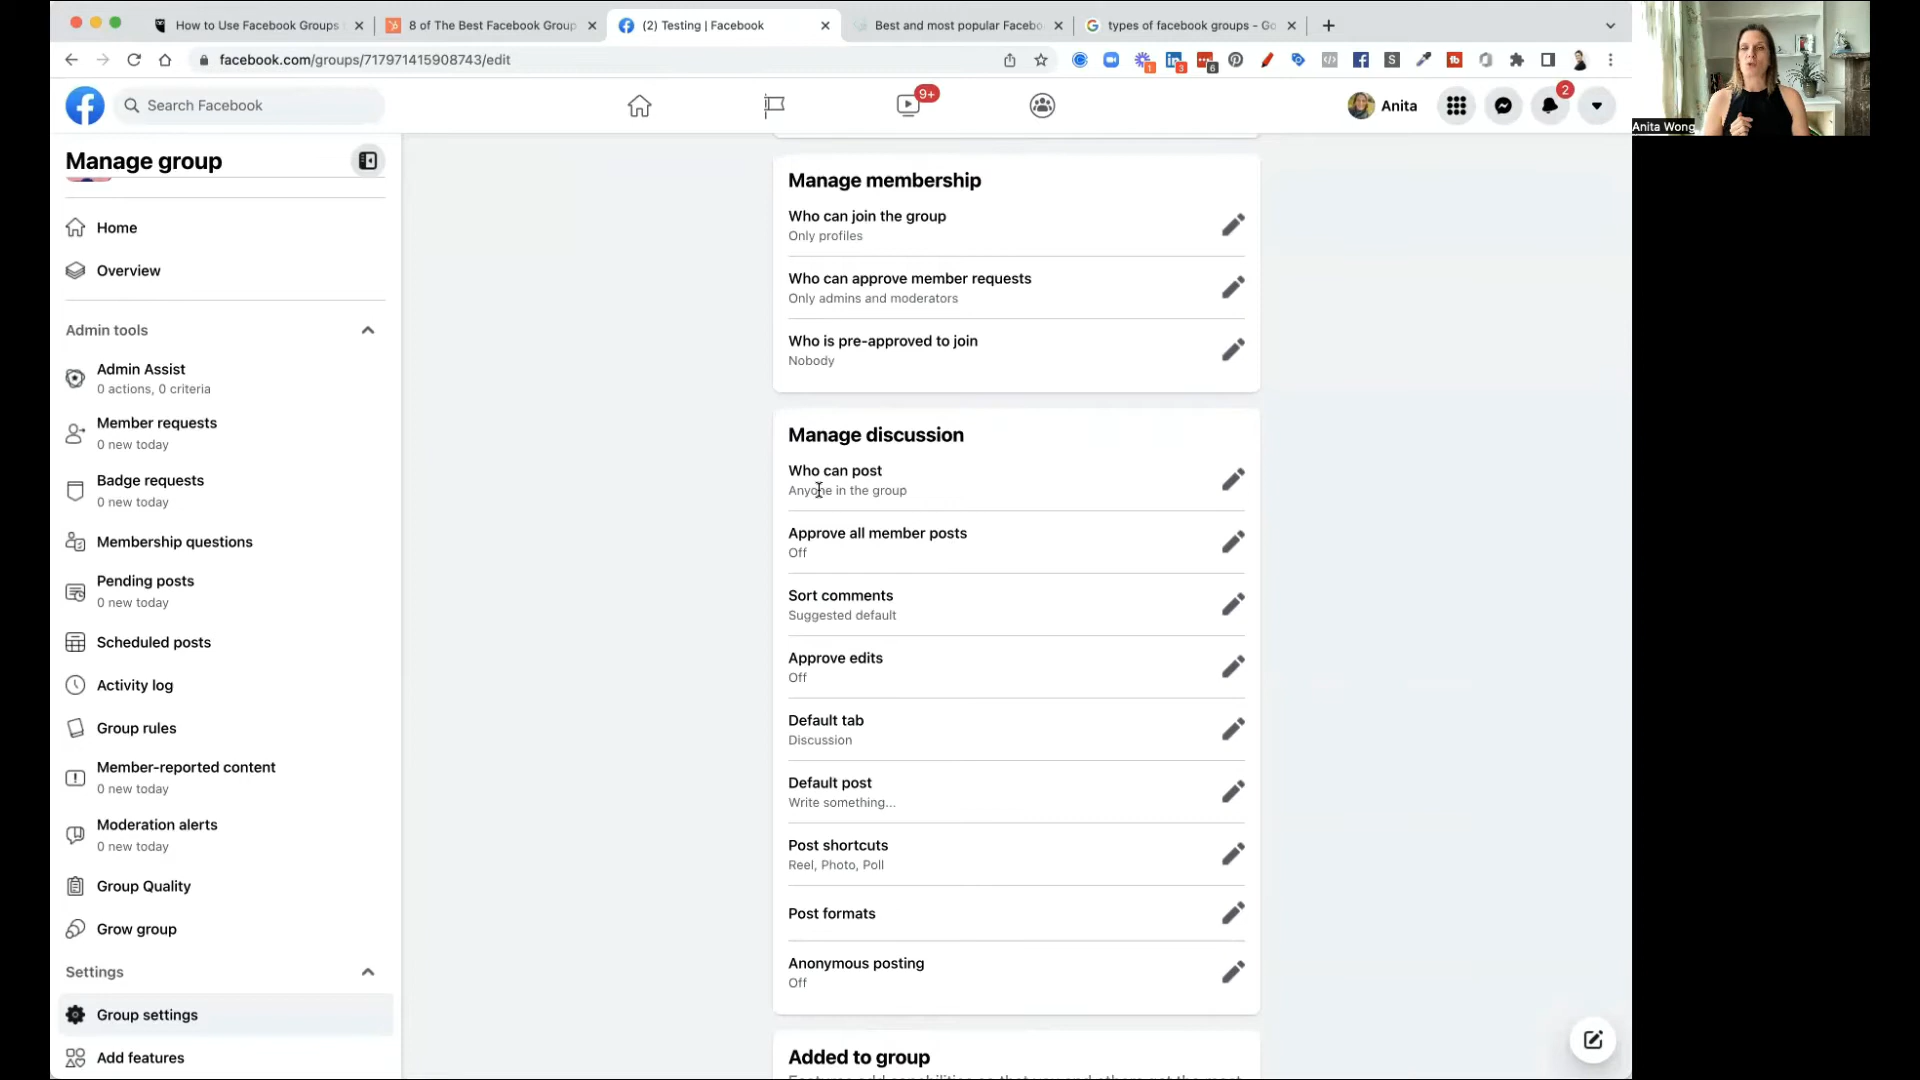 How to Use Facebook Groups
8 of The Best Facebook Group
(2) Testing | Facebook
Best and most popular Facebo
types of facebook groups - Go
facebook.com/groups/717971415908743/edit
1
3
6
Search Facebook
9+
Anita
2
Anita Wong
Manage group
Home
Overview
Admin tools
Admin Assist
0 actions, 0 criteria
Member requests
0 new today
Badge requests
0 new today
Membership questions
Pending posts
0 new today
Scheduled posts
Activity log
Group rules
Member-reported content
0 new today
Moderation alerts
0 new today
Group Quality
Grow group
Settings
Group settings
Add features
Manage membership
Who can join the group
Only profiles
Who can approve member requests
Only admins and moderators
Who is pre-approved to join
Nobody
Manage discussion
Who can post
Anyone in the group
Approve all member posts
Off
Sort comments
Suggested default
Approve edits
Off
Default tab
Discussion
Default post
Write something...
Post shortcuts
Reel, Photo, Poll
Post formats
Anonymous posting
Off
Added to group